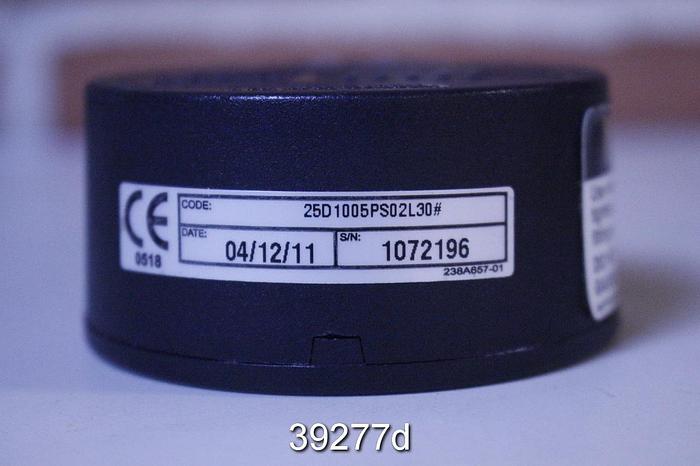 CE
0518
CODE: 25D1005PS02L30#
DATE: 04/12/11 S/N: 1072196
238A657-01
39277d